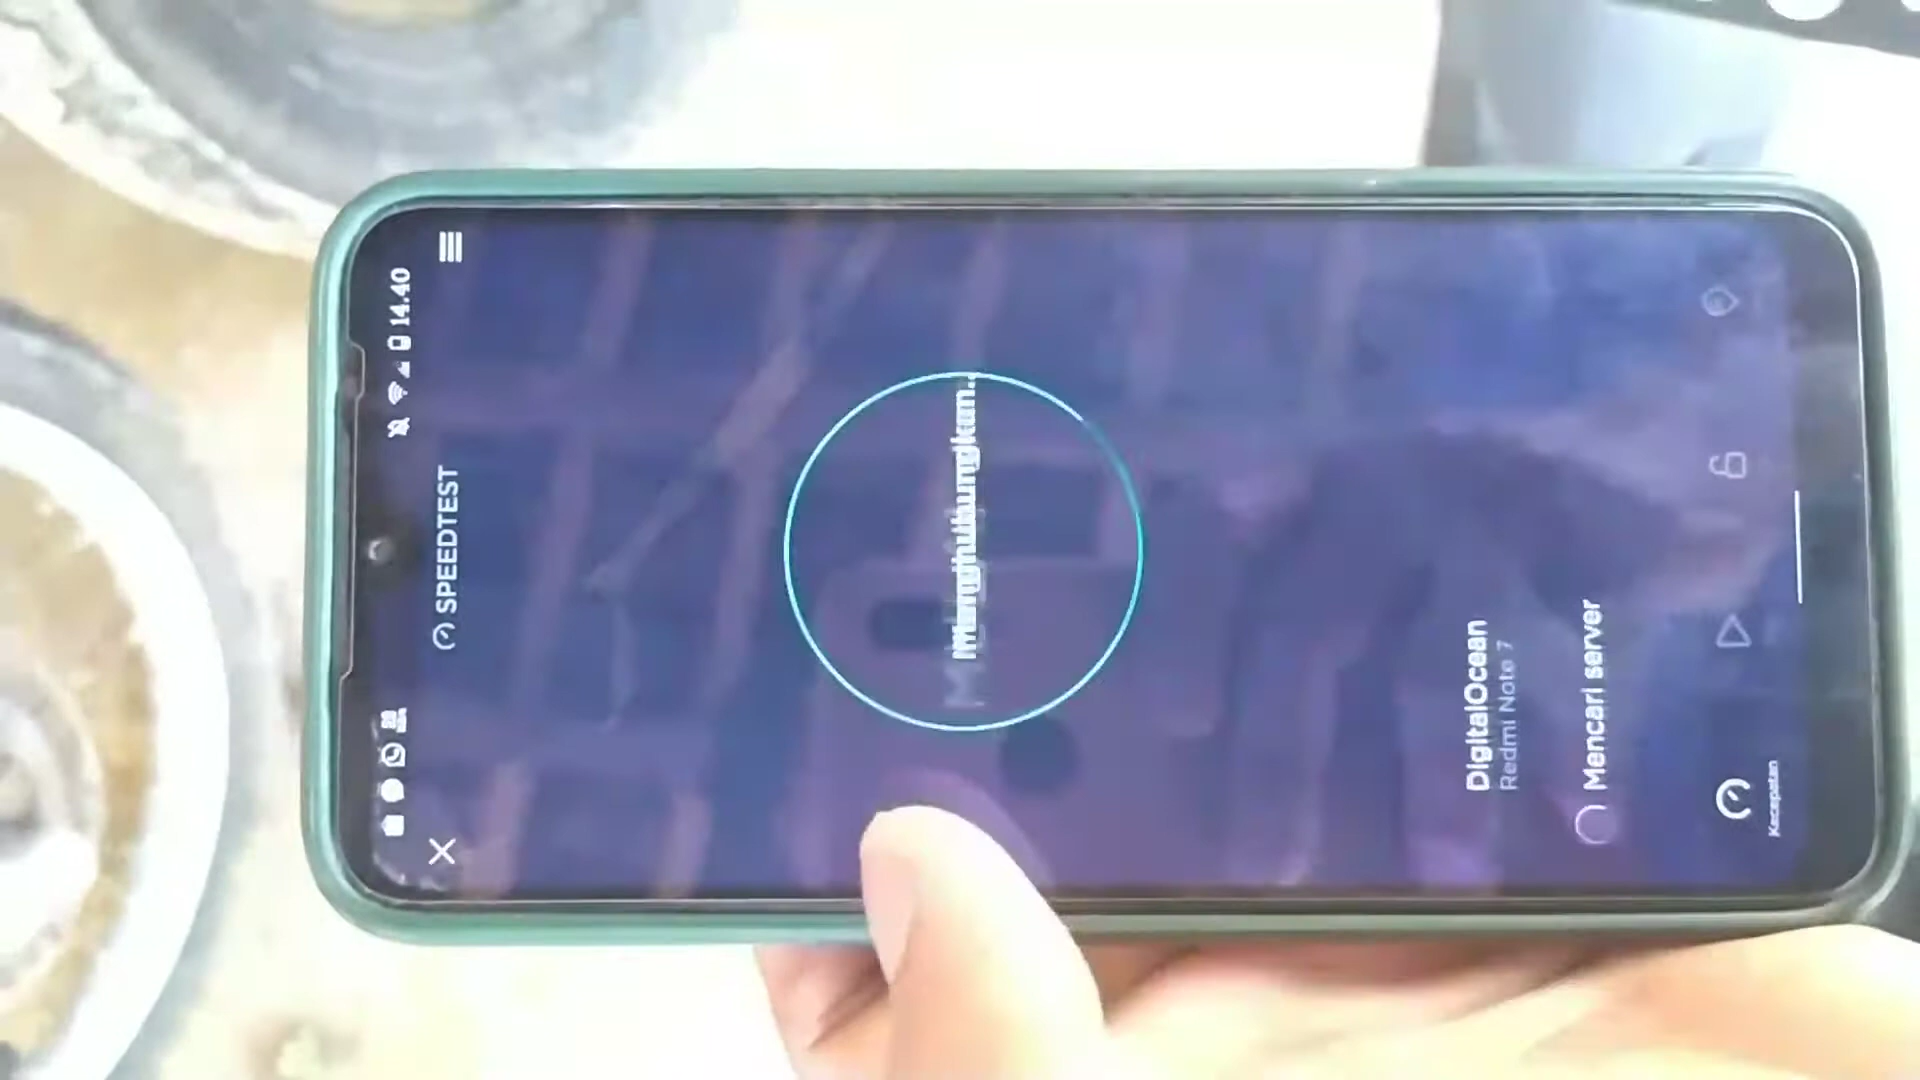 14.40
SPEEDTEST
Menghubungkan...
DigitalOcean
Redmi Note 7
Mencari server
Kecepatan